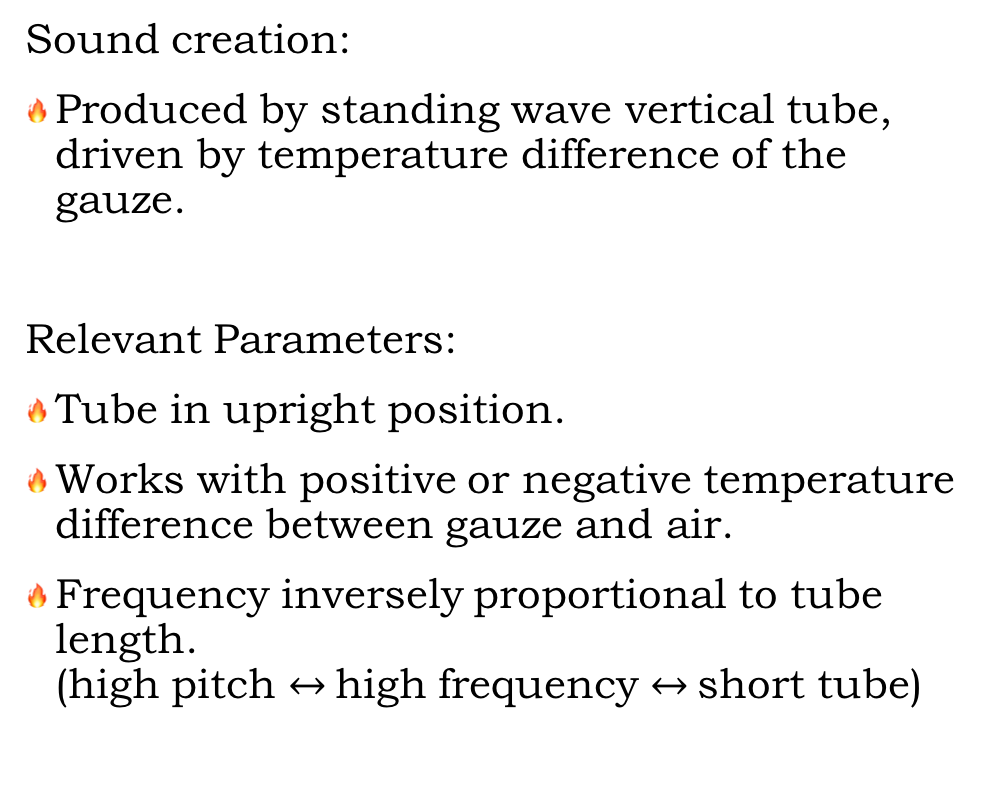 Sound creation:
🔥Produced by standing wave vertical tube,
driven by temperature difference of the
gauze.
Relevant Parameters:
🔥Tube in upright position.
🔥Works with positive or negative temperature
difference between gauze and air.
🔥Frequency inversely proportional to tube
length.
(high pitch ↔ high frequency ↔ short tube)